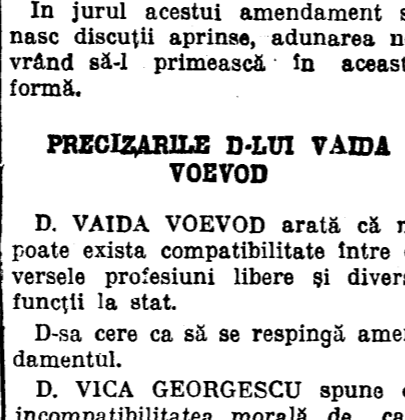 In jurul acestui amendament s
nasc discuții aprinse, adunarea n
vrând să-l primească în aceast
formă.
PRECIZARILE D-LUI VAIDA
VOEVOD
D. VAIDA VOEVOD arată că n
poate exista compatibilitate între
versele profesiuni libere și divers
funcții la stat.
D-sa cere ca să se respingă ame
damentul.
D. VICA GEORGESCU spune c
incompatibilitatea morală de ca